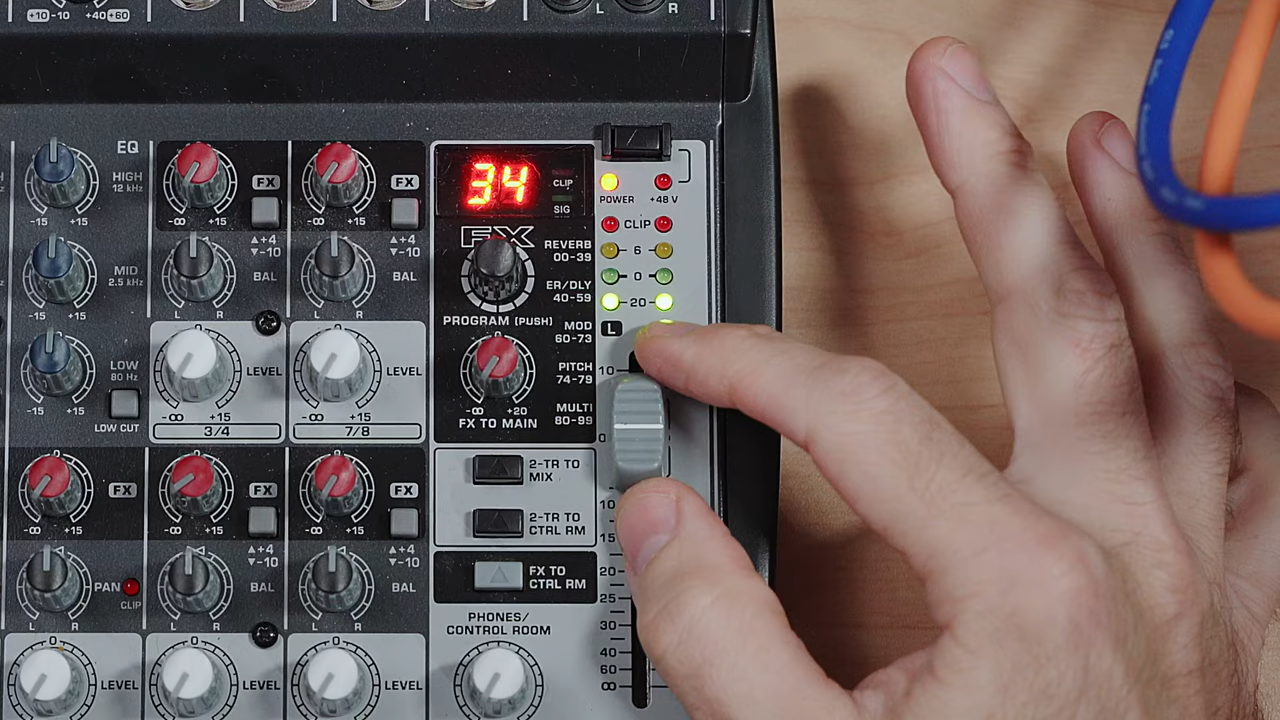 +10 -10 +40 +60
L R
EQ
HIGH
12 kHz
-15 +15
MID
2.5 kHz
-15 +15
LOW
80 Hz
-15 +15
LOW CUT
FX
-∞ +15
▲+4
▼-10
BAL
L R
0
LEVEL
-∞ +15
3/4
FX
-∞ +15
▲+4
▼-10
BAL
L R
0
LEVEL
-∞ +15
7/8
34
CLIP
SIG
FX
PROGRAM (PUSH)
REVERB
00-39
ER/DLY
40-59
MOD
60-73
PITCH
74-79
MULTI
80-99
-∞ +20
FX TO MAIN
POWER +48 V
CLIP
6
0
20
L
10
0
10
15
20
25
30
40
60
∞
2-TR TO
MIX
2-TR TO
CTRL RM
FX TO
CTRL RM
PHONES/
CONTROL ROOM
FX
-∞ +15
PAN
CLIP
L R
0
LEVEL
FX
-∞ +15
▲+4
▼-10
BAL
L R
0
LEVEL
FX
-∞ +15
▲+4
▼-10
BAL
L R
0
LEVEL